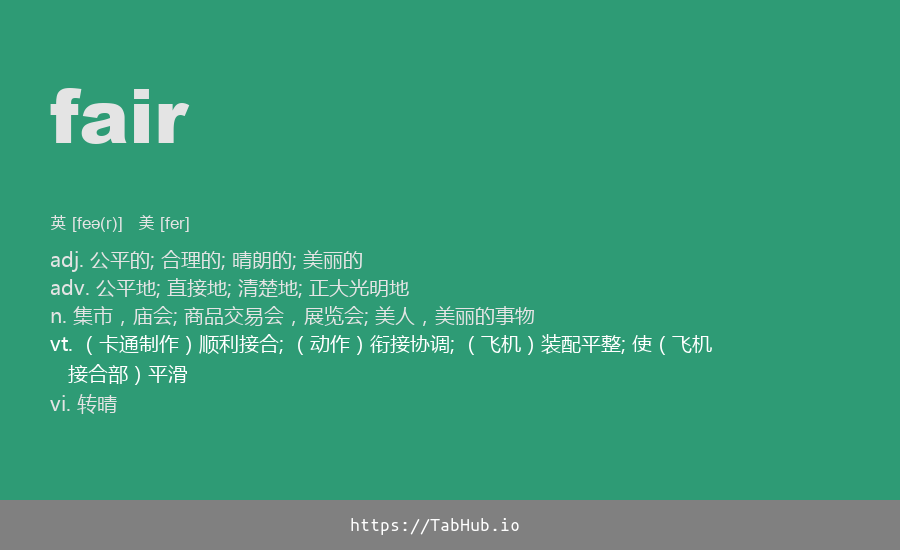 fair
英 [feə(r)] 美 [fer]
adj. 公平的; 合理的; 晴朗的; 美丽的
adv. 公平地; 直接地; 清楚地; 正大光明地
n. 集市，庙会; 商品交易会，展览会; 美人，美丽的事物
vt. （卡通制作）顺利接合; （动作）衔接协调; （飞机）装配平整; 使（飞机
接合部）平滑
vi. 转晴
https://TabHub.io